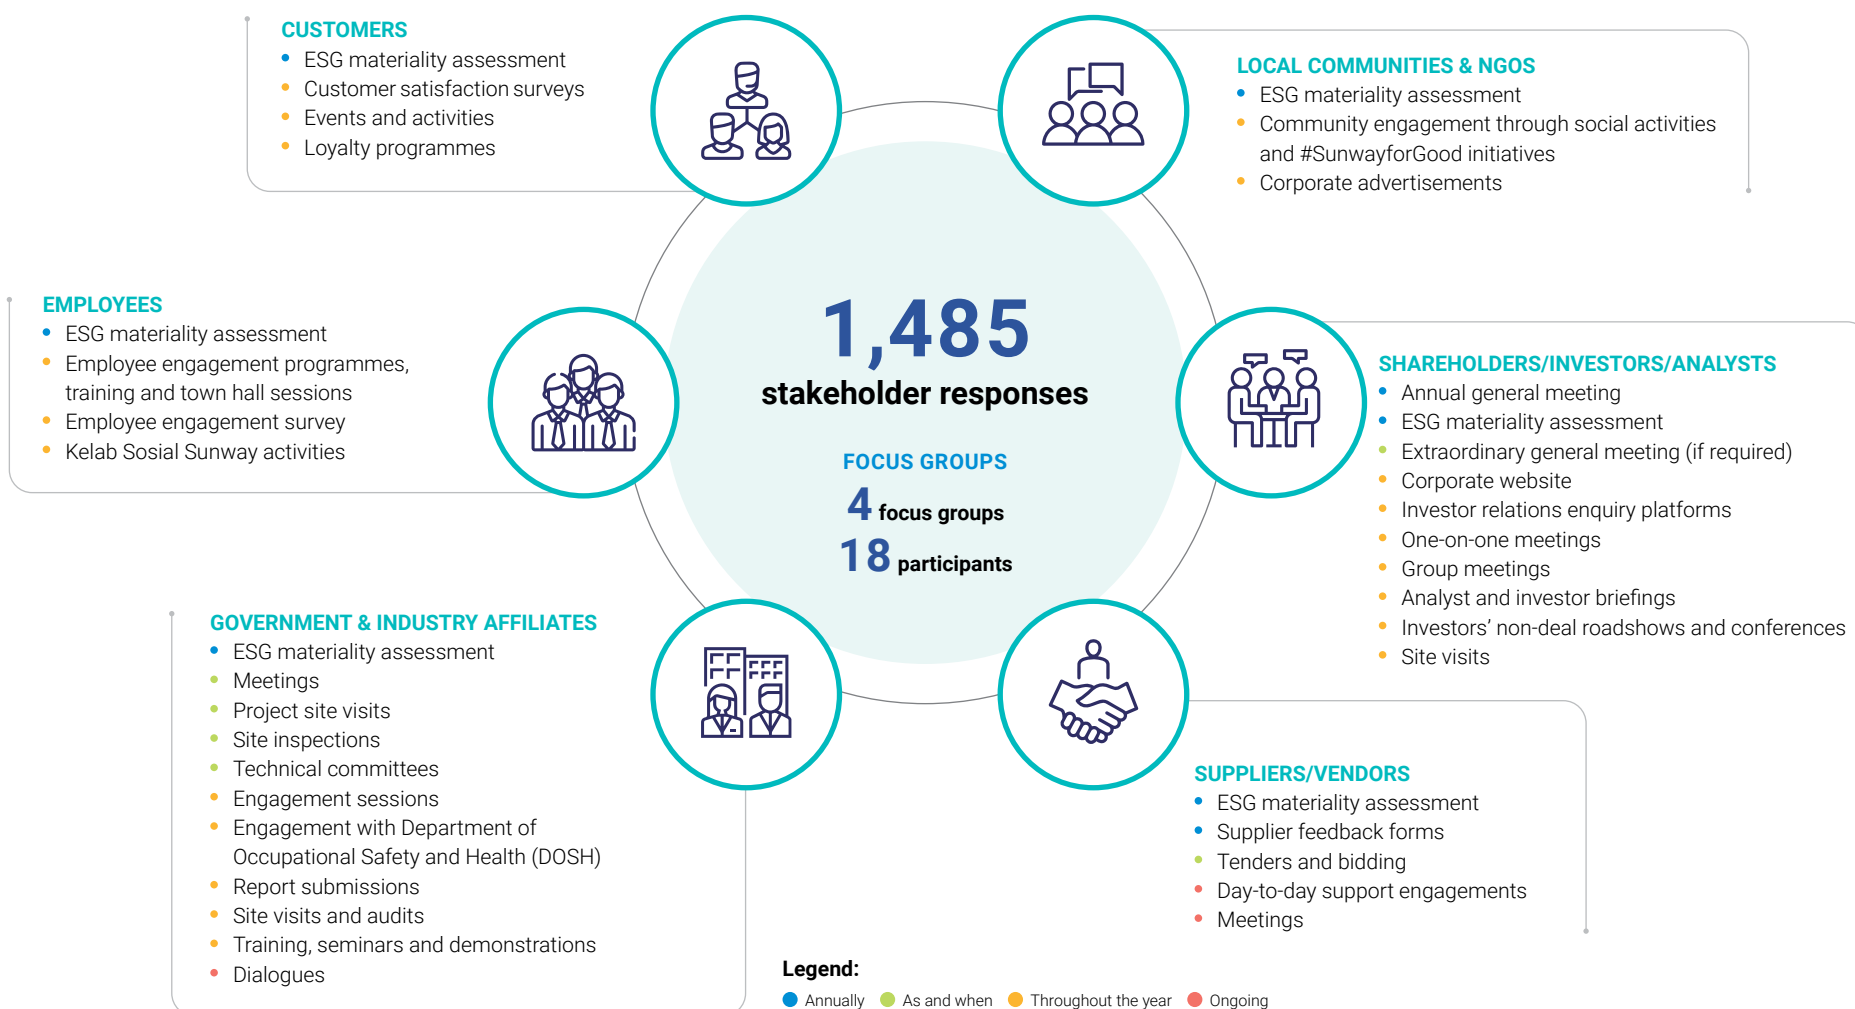 CUSTOMERS
• ESG materiality assessment
• Customer satisfaction surveys
• Events and activities
• Loyalty programmes
LOCAL COMMUNITIES & NGOS
• ESG materiality assessment
• Community engagement through social activities
and #SunwayforGood initiatives
• Corporate advertisements
EMPLOYEES
• ESG materiality assessment
• Employee engagement programmes,
training and town hall sessions
• Employee engagement survey
• Kelab Sosial Sunway activities
1,485
stakeholder responses
FOCUS GROUPS
4 focus groups
18 participants
SHAREHOLDERS/INVESTORS/ANALYSTS
• Annual general meeting
• ESG materiality assessment
• Extraordinary general meeting (if required)
• Corporate website
• Investor relations enquiry platforms
• One-on-one meetings
• Group meetings
• Analyst and investor briefings
• Investors’ non-deal roadshows and conferences
• Site visits
GOVERNMENT & INDUSTRY AFFILIATES
• ESG materiality assessment
• Meetings
• Project site visits
• Site inspections
• Technical committees
• Engagement sessions
• Engagement with Department of
Occupational Safety and Health (DOSH)
• Report submissions
• Site visits and audits
• Training, seminars and demonstrations
• Dialogues
SUPPLIERS/VENDORS
• ESG materiality assessment
• Supplier feedback forms
• Tenders and bidding
• Day-to-day support engagements
• Meetings
Legend:
Annually As and when Throughout the year Ongoing